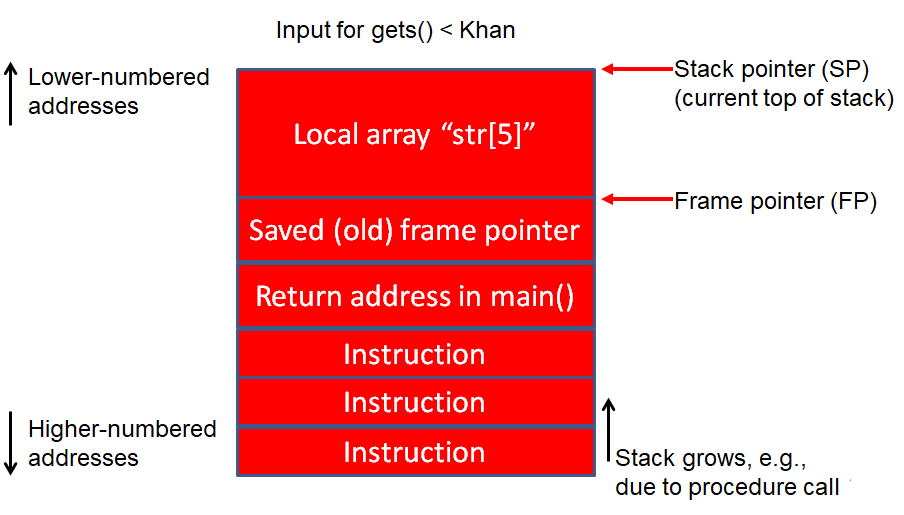 Input for gets() < Khan
Lower-numbered
addresses
Stack pointer (SP)
(current top of stack)
Local array “str[5]”
Frame pointer (FP)
Saved (old) frame pointer
Return address in main()
Instruction
Instruction
Instruction
Higher-numbered
addresses
Stack grows, e.g.,
due to procedure call